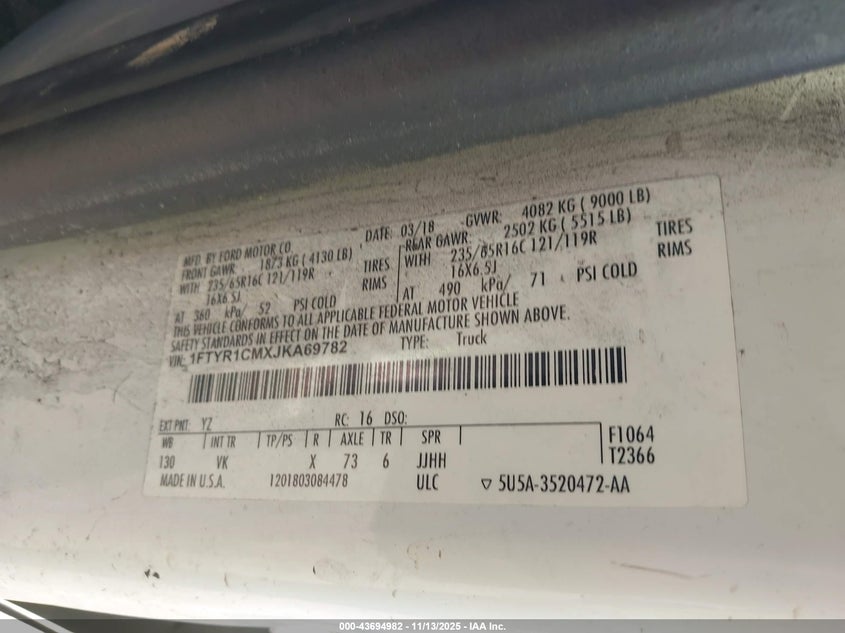 MFD. BY FORD MOTOR CO. DATE: 03/18 GVWR: 4082 KG ( 9000 LB)
FRONT GAWR: 1873 KG ( 4130 LB) REAR GAWR: 2502 KG ( 5515 LB)
WITH 235/65R16C 121/119R TIRES WITH 235/65R16C 121/119R TIRES
16X6.5J RIMS 16X6.5J RIMS
AT 360 kPa/ 52 PSI COLD AT 490 kPa/ 71 PSI COLD
THIS VEHICLE CONFORMS TO ALL APPLICABLE FEDERAL MOTOR VEHICLE
SAFETY STANDARDS IN EFFECT ON THE DATE OF MANUFACTURE SHOWN ABOVE.
VIN: 1FTYR1CMXJKA69782 TYPE: Truck
EXT PNT: YZ RC: 16 DSO:
WB INT TR TP/PS R AXLE TR SPR F1064
130 VK X 73 6 JJHH T2366
MADE IN U.S.A. 1201803084478 ULC ▽ 5U5A-3520472-AA
000-43694982 - 11/13/2025 - IAA Inc.